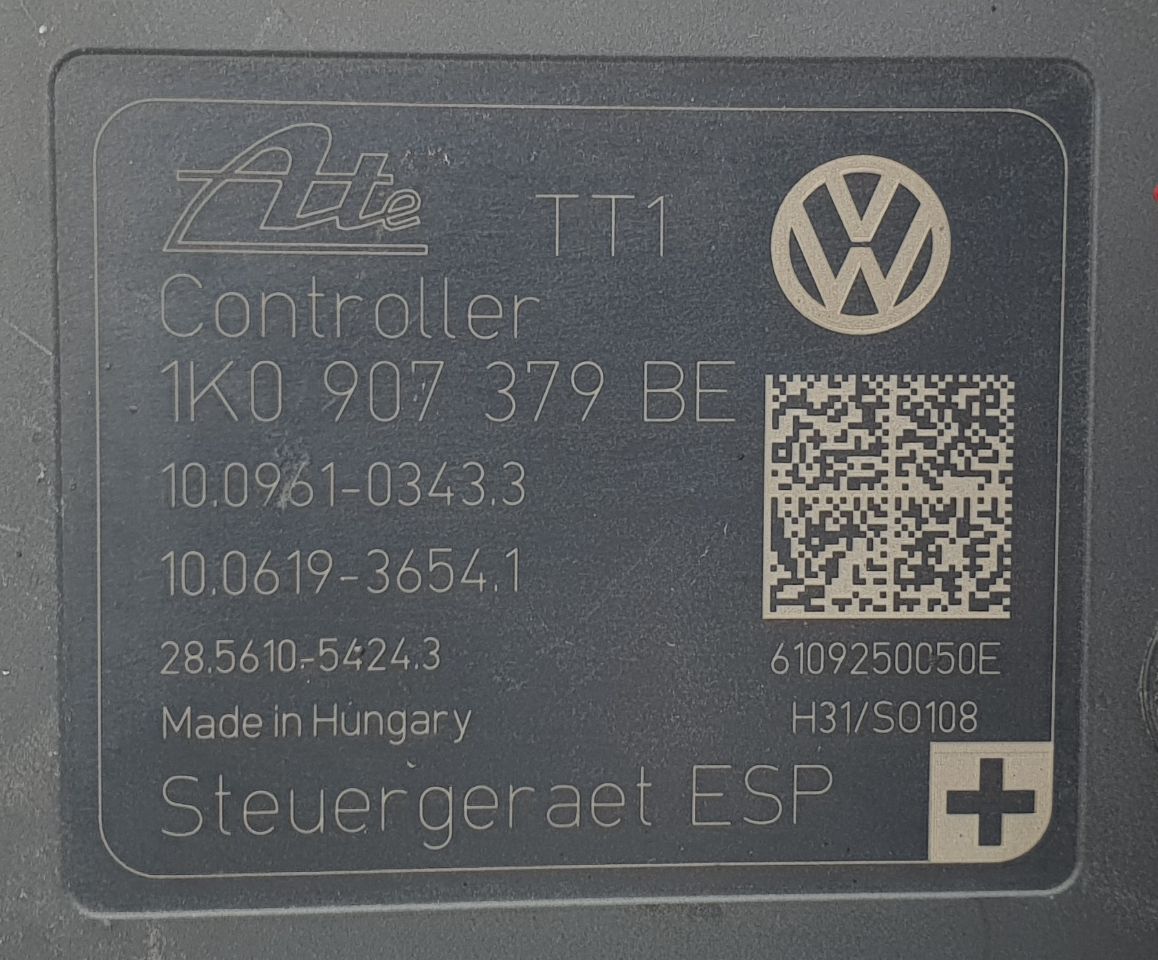 Ate TT1
Controller
1K0 907 379 BE
10.0961-0343.3
10.0619-3654.1
28.5610-5424.3
6109250050E
Made in Hungary
H31/SO108
Steuergeraet ESP